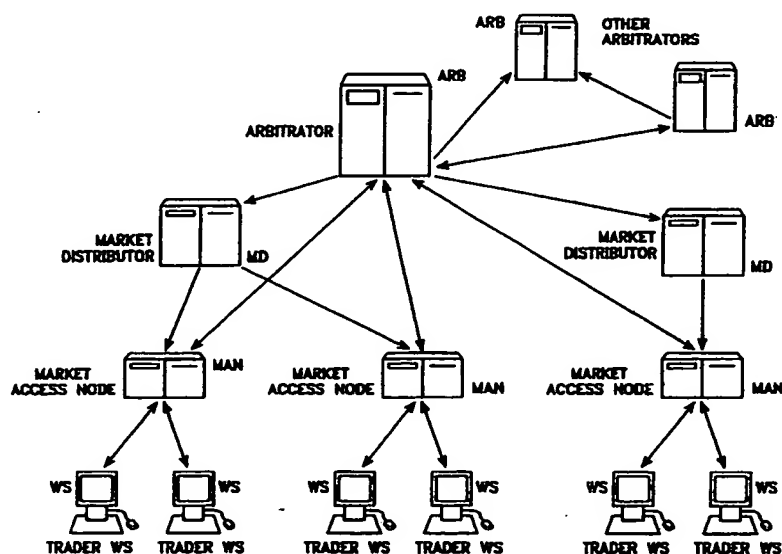 ARB
OTHER
ARBITRATORS
ARB
ARB
ARBITRATOR
MARKET
DISTRIBUTOR
MD
MARKET
DISTRIBUTOR
MD
MARKET
ACCESS NODE
MAN
MARKET
ACCESS NODE
MAN
MARKET
ACCESS NODE
MAN
WS
WS
WS
WS
WS
WS
TRADER WS
TRADER WS
TRADER WS
TRADER WS
TRADER WS
TRADER WS